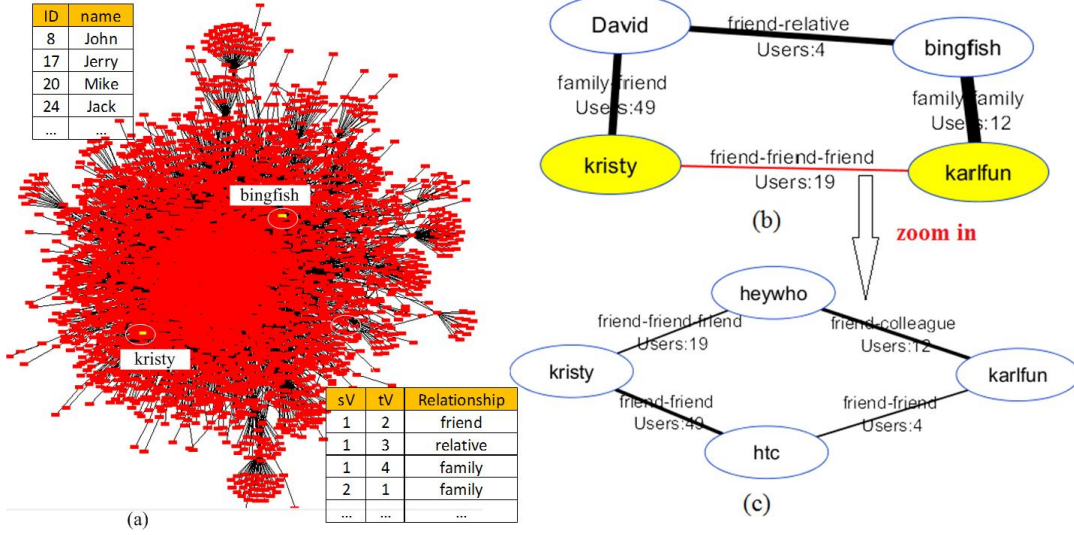 ID name
8 John
17 Jerry
20 Mike
24 Jack
... ...
bingfish
kristy
sV tV Relationship
1 2 friend
1 3 relative
1 4 family
2 1 family
... ... ...
(a)
David
friend-relative
Users:4
bingfish
family-friend
Users:49
family-family
Users:12
kristy
friend-friend-friend
Users:19
karlfun
(b)
zoom in
heywho
friend-friend-friend
Users:19
friend-colleague
Users:12
kristy
karlfun
friend-friend
Users:49
friend-friend
Users:4
htc
(c)